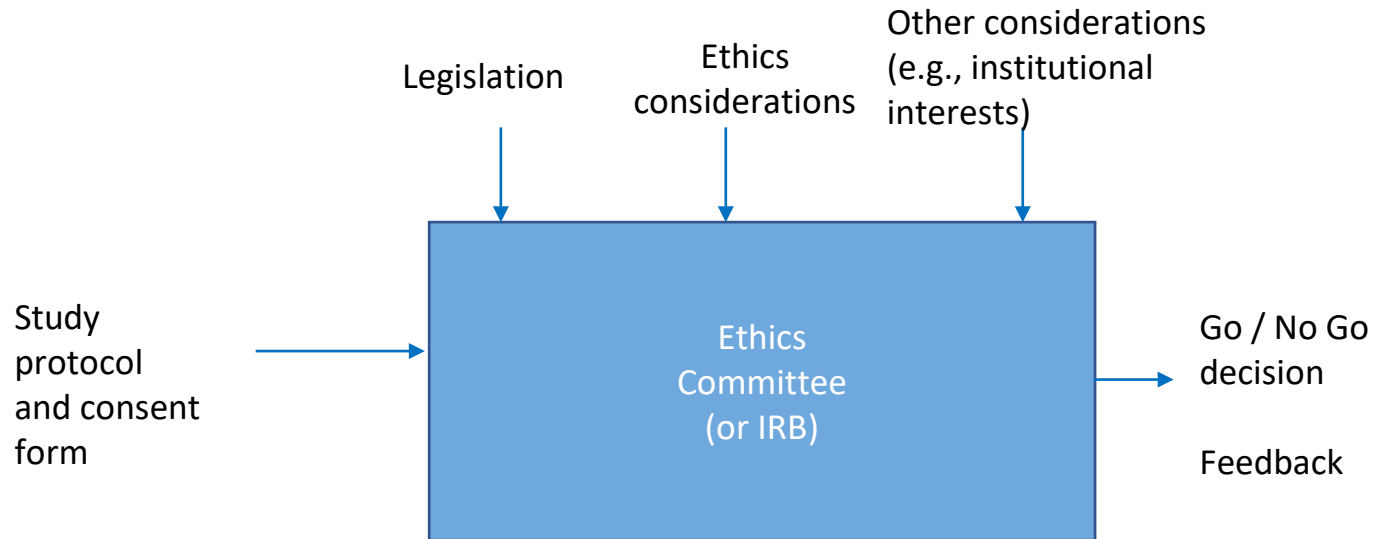 Legislation
Ethics
considerations
Other considerations
(e.g., institutional
interests)
Study
protocol
and consent
form
Ethics
Committee
(or IRB)
Go / No Go
decision
Feedback